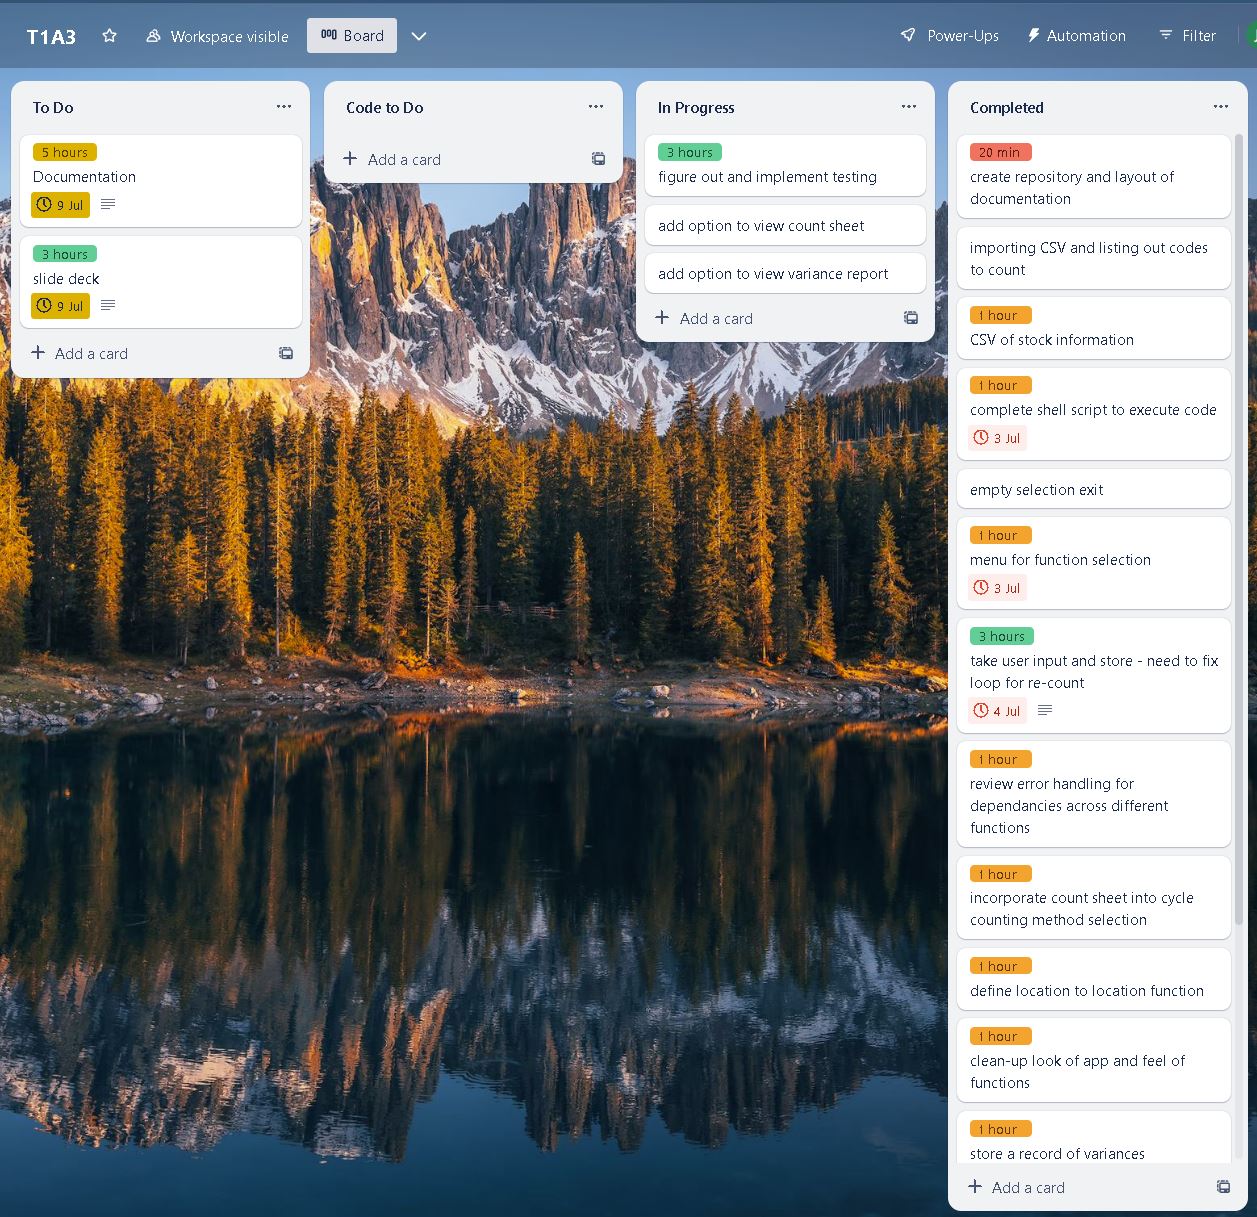 T1A3
Workspace visible
Board
Power-Ups
Automation
Filter
To Do
5 hours
Documentation
9 Jul
3 hours
slide deck
9 Jul
Add a card
Code to Do
Add a card
In Progress
3 hours
figure out and implement testing
add option to view count sheet
add option to view variance report
Add a card
Completed
20 min
create repository and layout of
documentation
importing CSV and listing out codes
to count
1 hour
CSV of stock information
1 hour
complete shell script to execute code
3 Jul
empty selection exit
1 hour
menu for function selection
3 Jul
3 hours
take user input and store - need to fix
loop for re-count
4 Jul
1 hour
review error handling for
dependancies across different
functions
1 hour
incorporate count sheet into cycle
counting method selection
1 hour
define location to location function
1 hour
clean-up look of app and feel of
functions
1 hour
store a record of variances
Add a card